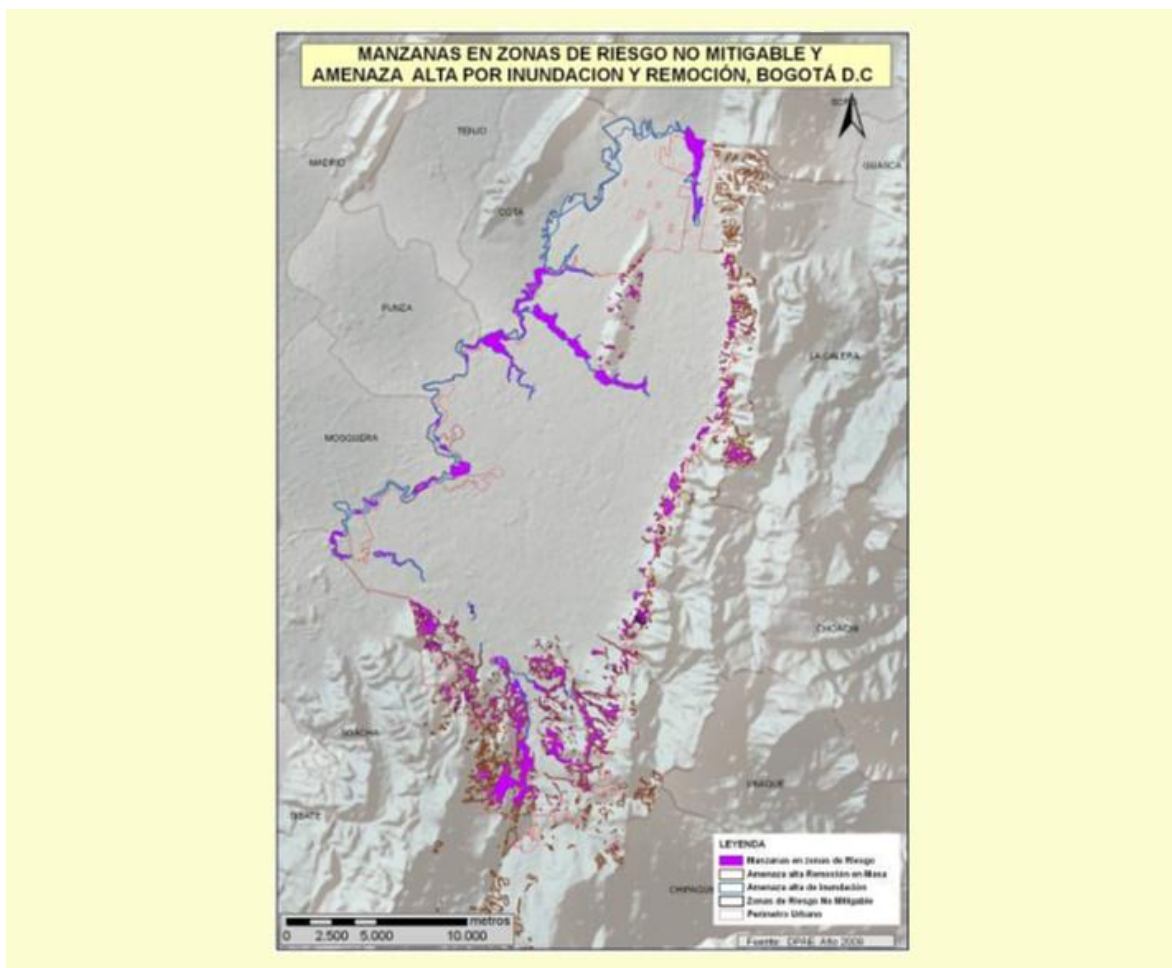 MANZANAS EN ZONAS DE RIESGO NO MITIGABLE Y
AMENAZA ALTA POR INUNDACION Y REMOCIÓN, BOGOTÁ D.C
TENJO
MADRID
GUASCA
COTA
FUNZA
LA CALERA
MOSQUERA
CHOACHI
SOACHA
UBAQUE
SIBATE
CHIPAQUE
LEYENDA
Manzanas en zonas de Riesgo
Amenaza alta Remoción en Masa
Amenaza alta de Inundación
Zonas de Riesgo No Mitigable
Perimetro Urbano
metros
0 2.500 5.000 10.000
Fuente: DPAE. Año 2009